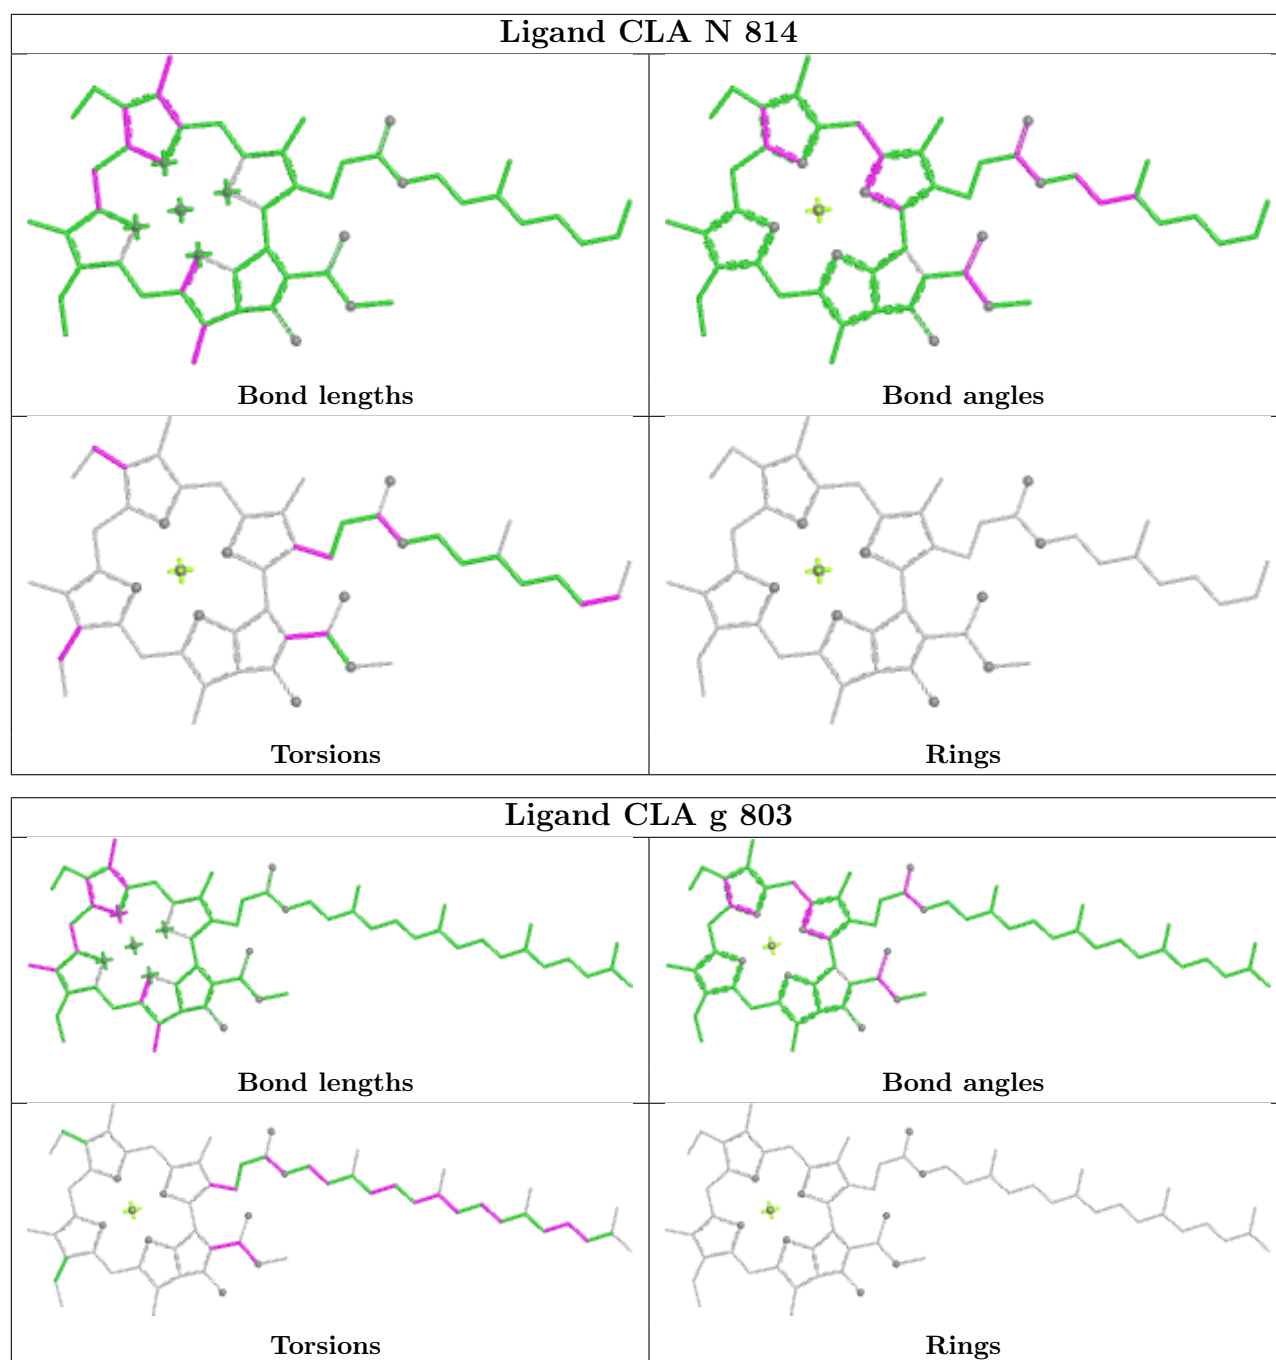 Ligand CLA N 814
Bond lengths
Bond angles
Torsions
Rings
Ligand CLA g 803
Bond lengths
Bond angles
Torsions
Rings